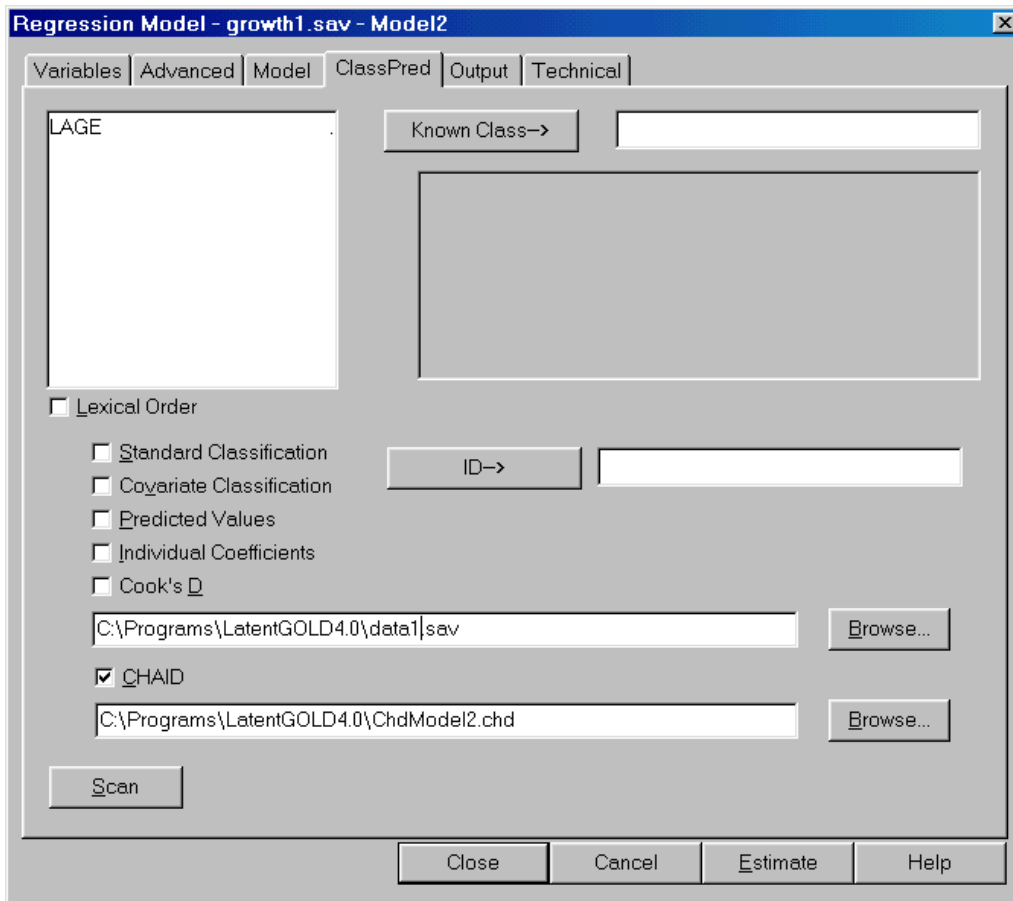 Regression Model - growth1.sav - Model2
Variables Advanced Model ClassPred Output Technical
LAGE .
Known Class-->
Lexical Order
Standard Classification
Covariate Classification
Predicted Values
Individual Coefficients
Cook's D
ID-->
C:\Programs\LatentGOLD4.0\data1.sav
Browse...
CHAID
C:\Programs\LatentGOLD4.0\ChdModel2.chd
Browse...
Scan
Close Cancel Estimate Help